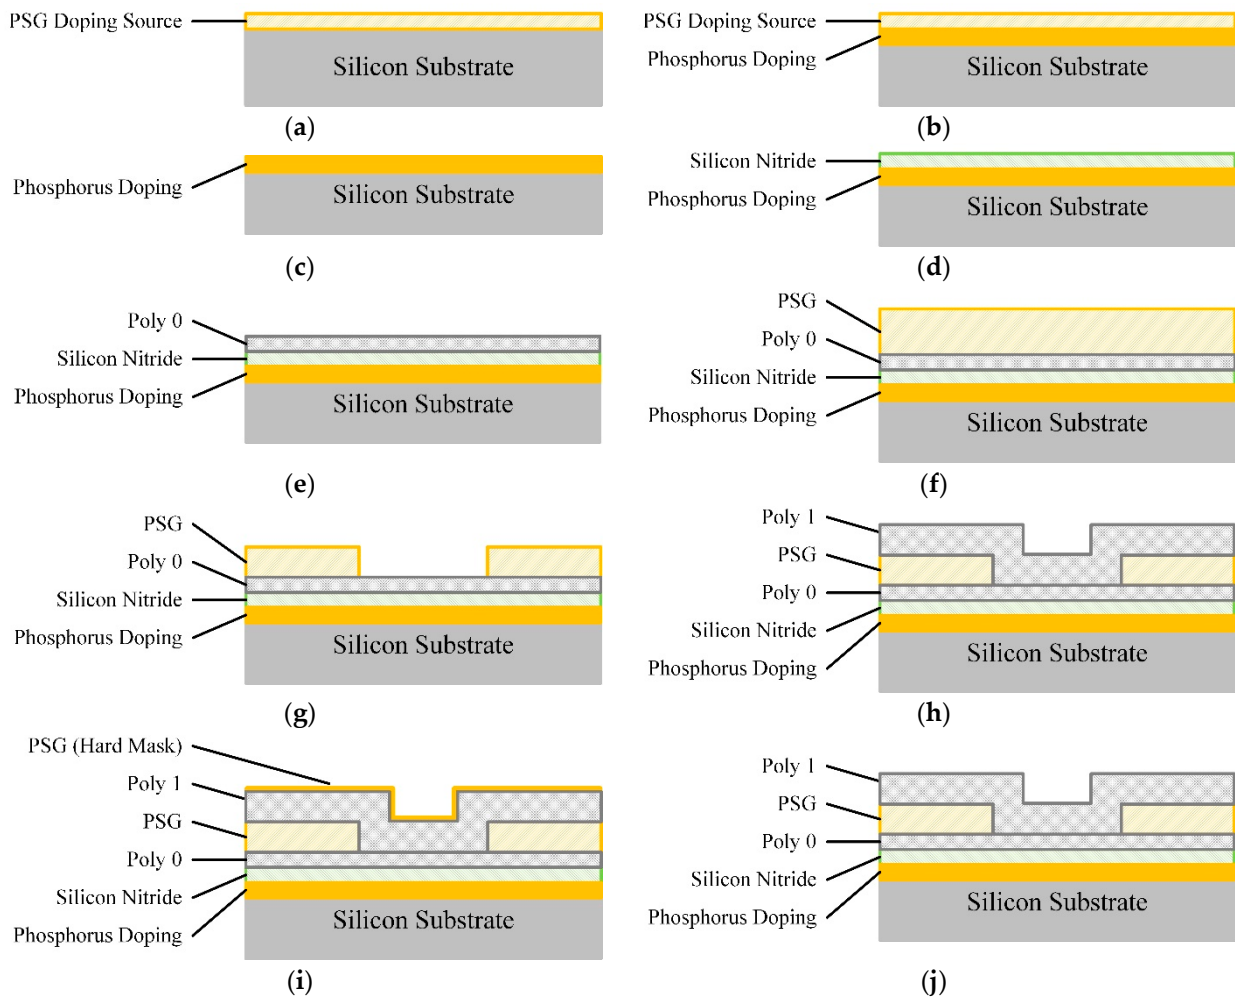 PSG Doping Source
Silicon Substrate
(a)
PSG Doping Source
Phosphorus Doping
Silicon Substrate
(b)
Phosphorus Doping
Silicon Substrate
(c)
Silicon Nitride
Phosphorus Doping
Silicon Substrate
(d)
Poly 0
Silicon Nitride
Phosphorus Doping
Silicon Substrate
(e)
PSG
Poly 0
Silicon Nitride
Phosphorus Doping
Silicon Substrate
(f)
PSG
Poly 0
Silicon Nitride
Phosphorus Doping
Silicon Substrate
(g)
Poly 1
PSG
Poly 0
Silicon Nitride
Phosphorus Doping
Silicon Substrate
(h)
PSG (Hard Mask)
Poly 1
PSG
Poly 0
Silicon Nitride
Phosphorus Doping
Silicon Substrate
(i)
Poly 1
PSG
Poly 0
Silicon Nitride
Phosphorus Doping
Silicon Substrate
(j)